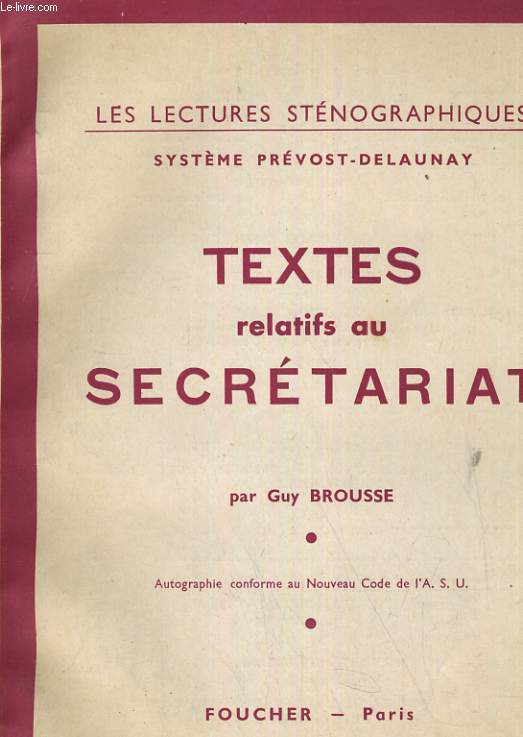 Le-livre.com
LES LECTURES STÉNOGRAPHIQUES
SYSTÈME PRÉVOST-DELAUNAY
TEXTES
relatifs au
SECRÉTARIAT
par Guy BROUSSE
Autographie conforme au Nouveau Code de l'A. S. U.
FOUCHER — Paris